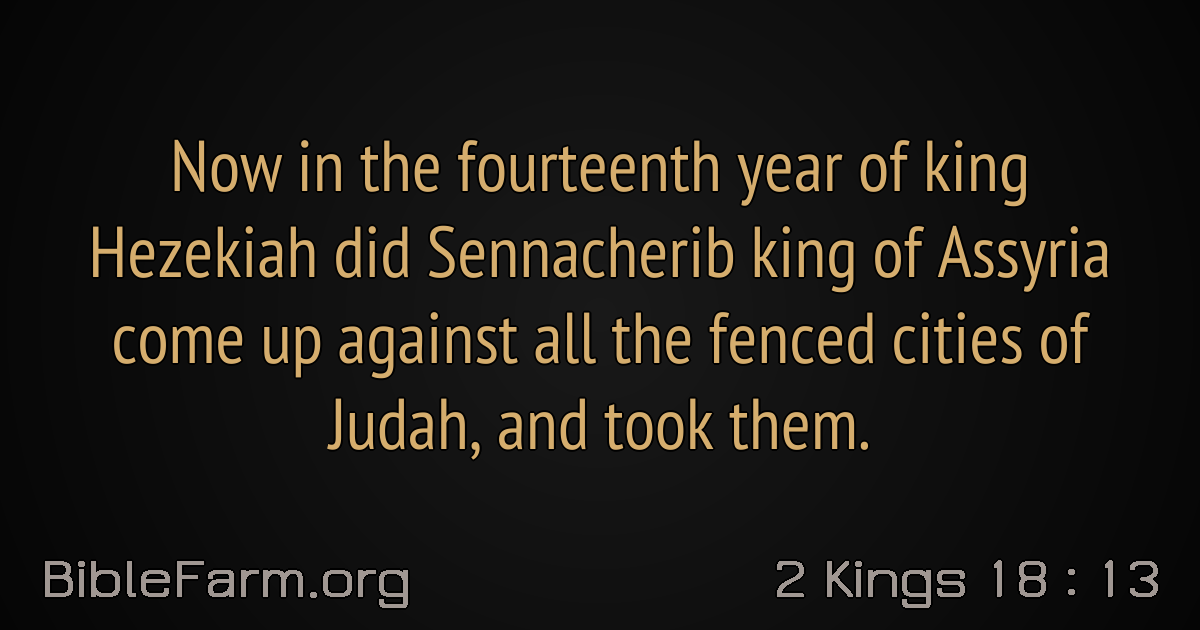 Now in the fourteenth year of king
Hezekiah did Sennacherib king of Assyria
come up against all the fenced cities of
Judah, and took them.
BibleFarm.org
2 Kings 18 : 13